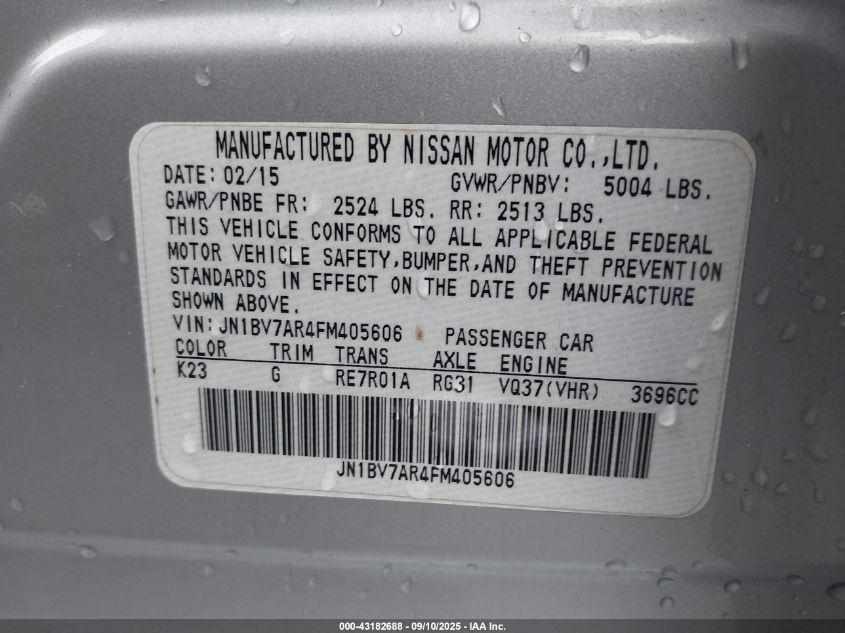 MANUFACTURED BY NISSAN MOTOR CO.,LTD.
DATE: 02/15 GVWR/PNBV: 5004 LBS.
GAWR/PNBE FR: 2524 LBS. RR: 2513 LBS.
THIS VEHICLE CONFORMS TO ALL APPLICABLE FEDERAL
MOTOR VEHICLE SAFETY,BUMPER,AND THEFT PREVENTION
STANDARDS IN EFFECT ON THE DATE OF MANUFACTURE
SHOWN ABOVE.
VIN: JN1BV7AR4FM405606 PASSENGER CAR
COLOR TRIM TRANS AXLE ENGINE
K23 G RE7R01A RG31 VQ37(VHR) 3696CC
JN1BV7AR4FM405606
000-43182688 - 09/10/2025 - IAA Inc.